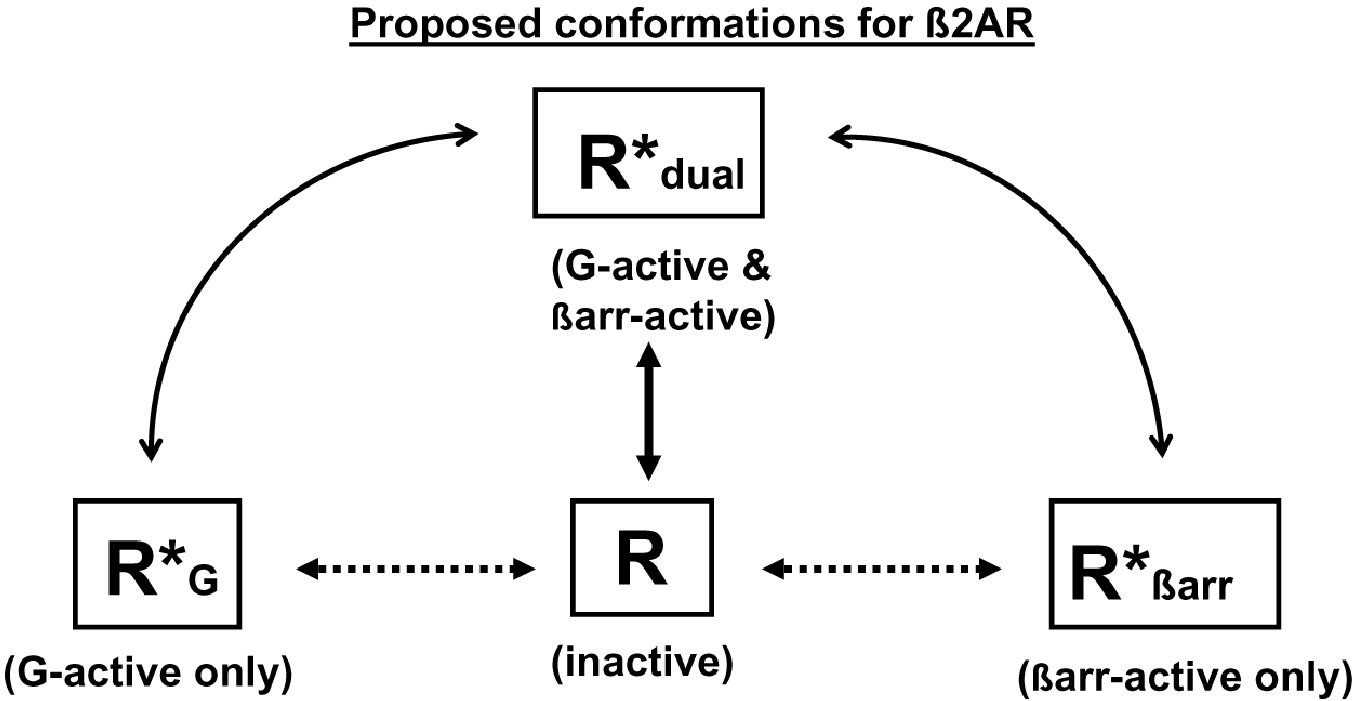 Proposed conformations for ß2AR
R*dual
(G-active &
ßarr-active)
R*G
R
R*ßarr
(G-active only)
(inactive)
(ßarr-active only)